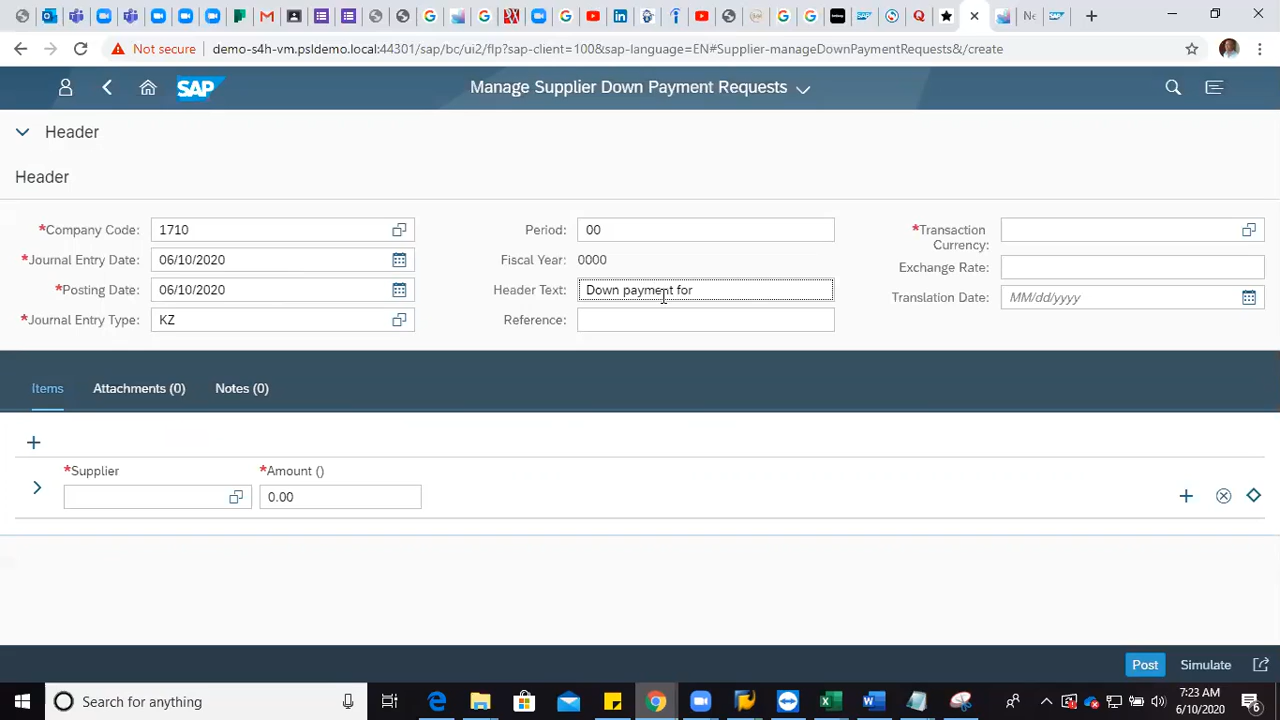 Not secure demo-s4h-vm.psldemo.local:44301/sap/bc/ui2/flp?sap-client=100&sap-language=EN#Supplier-manageDownPaymentRequests&/create
SAP Manage Supplier Down Payment Requests
Header
Header
*Company Code: 1710 Period: 00 *Transaction Currency:
*Journal Entry Date: 06/10/2020 Fiscal Year: 0000 Exchange Rate:
*Posting Date: 06/10/2020 Header Text: Down payment for Translation Date: MM/dd/yyyy
*Journal Entry Type: KZ Reference:
Items Attachments (0) Notes (0)
*Supplier *Amount ()
0.00
Post Simulate
Search for anything
7:23 AM
6/10/2020
6